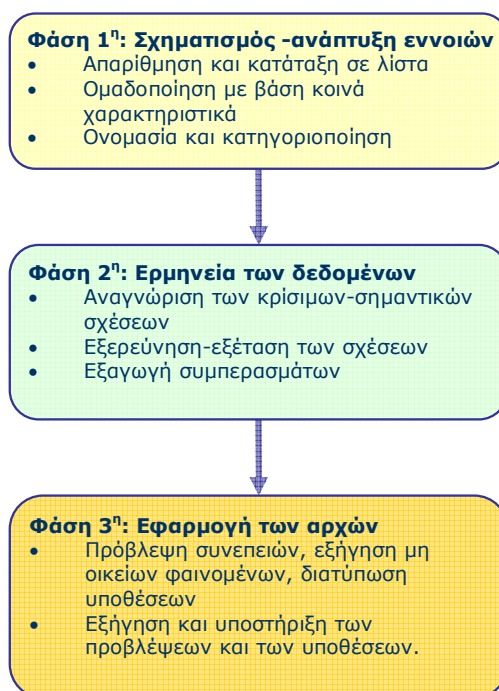 Φάση 1η: Σχηματισμός -ανάπτυξη εννοιών
• Απαρίθμηση και κατάταξη σε λίστα
• Ομαδοποίηση με βάση κοινά
χαρακτηριστικά
• Ονομασία και κατηγοριοποίηση
Φάση 2η: Ερμηνεία των δεδομένων
• Αναγνώριση των κρίσιμων-σημαντικών
σχέσεων
• Εξερεύνηση-εξέταση των σχέσεων
• Εξαγωγή συμπερασμάτων
Φάση 3η: Εφαρμογή των αρχών
• Πρόβλεψη συνεπειών, εξήγηση μη
οικείων φαινομένων, διατύπωση
υποθέσεων
• Εξήγηση και υποστήριξη των
προβλέψεων και των υποθέσεων.